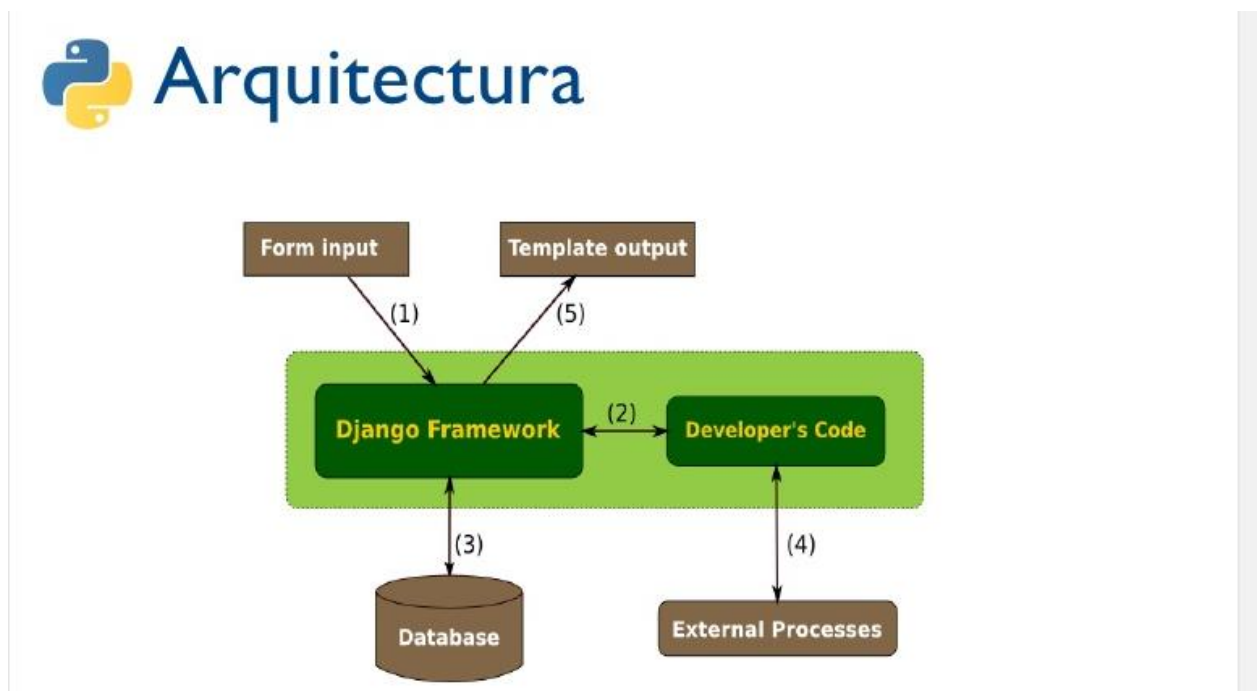 Arquitectura
Form input
Template output
(1)
(5)
Django Framework
(2)
Developer's Code
(3)
(4)
Database
External Processes